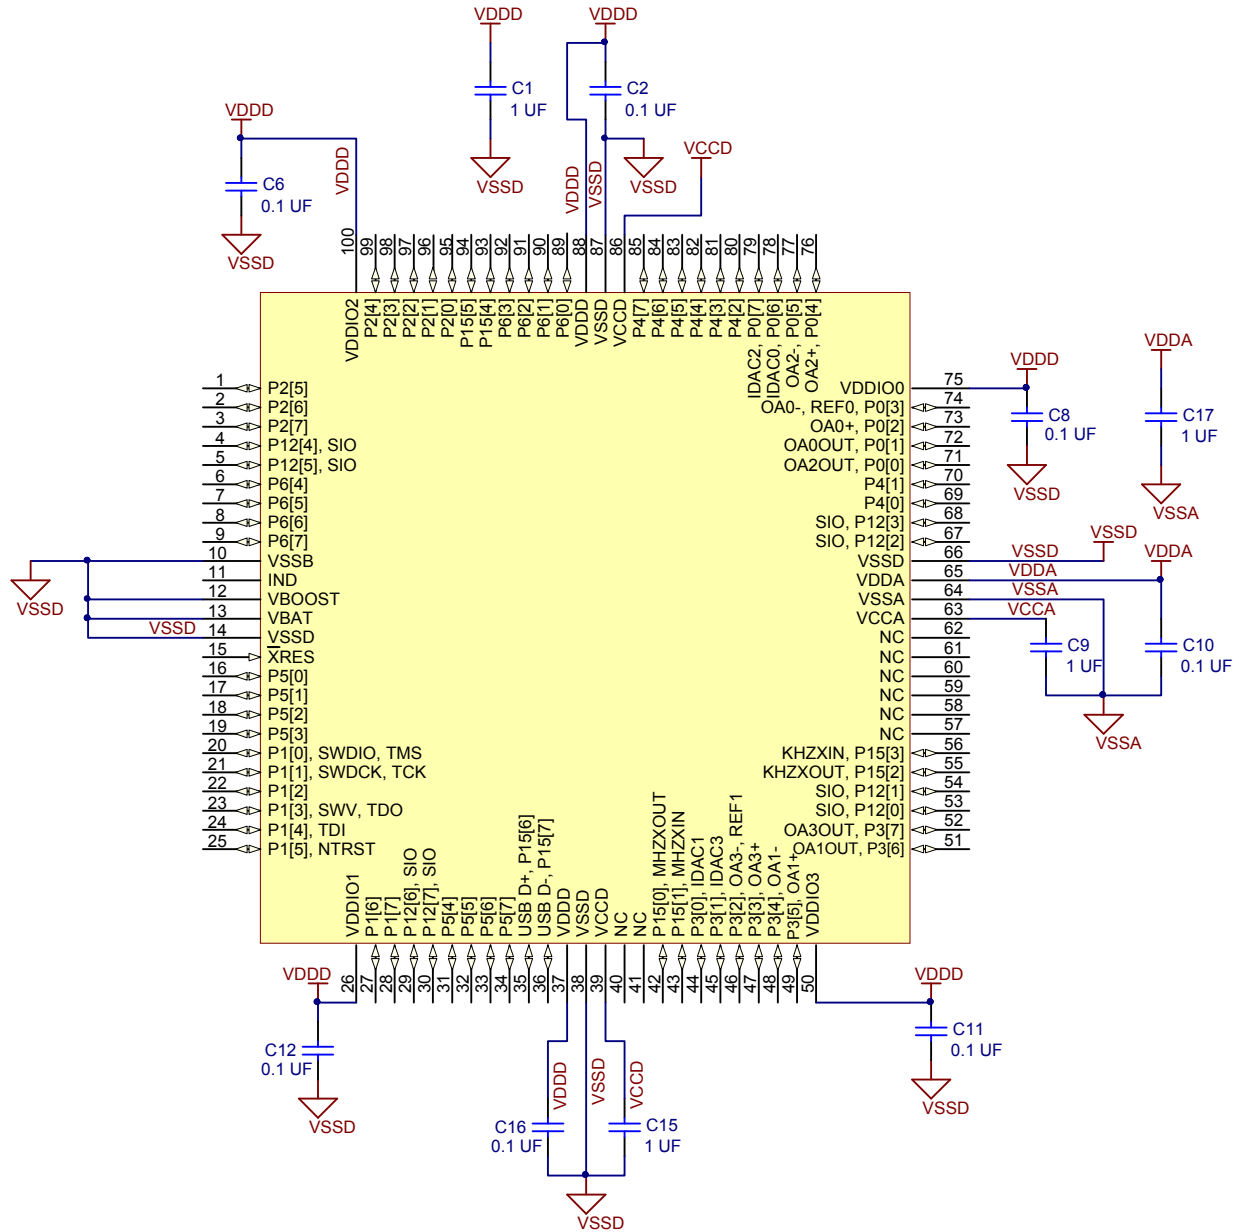 VDDD
VDDD
C1
1 UF
C2
0.1 UF
VDDD
VCCD
C6
0.1 UF
VDDD
VDDD
VSSD
VSSD
VSSD
VSSD
100
99
98
97
96
95
94
93
92
91
90
89
88
87
86
85
84
83
82
81
80
79
78
77
76
VDDIO2
P2[4]
P2[3]
P2[2]
P2[1]
P2[0]
P15[5]
P15[4]
P6[3]
P6[2]
P6[1]
P6[0]
VDDD
VSSD
VCCD
P4[7]
P4[6]
P4[5]
P4[4]
P4[3]
P4[2]
IDAC2, P0[7]
IDAC0, P0[6]
OA2-, P0[5]
OA2+, P0[4]
1 P2[5]
2 P2[6]
3 P2[7]
4 P12[4], SIO
5 P12[5], SIO
6 P6[4]
7 P6[5]
8 P6[6]
9 P6[7]
10 VSSB
11 IND
12 VBOOST
13 VBAT
VSSD 14 VSSD
15 XRES
16 P5[0]
17 P5[1]
18 P5[2]
19 P5[3]
20 P1[0], SWDIO, TMS
21 P1[1], SWDCK, TCK
22 P1[2]
23 P1[3], SWV, TDO
24 P1[4], TDI
25 P1[5], NTRST
VSSD
VDDIO0 75
OA0-, REF0, P0[3] 74
OA0+, P0[2] 73
OA0OUT, P0[1] 72
OA2OUT, P0[0] 71
P4[1] 70
P4[0] 69
SIO, P12[3] 68
SIO, P12[2] 67
VSSD 66 VSSD
VDDA 65 VDDA
VSSA 64 VSSA
VCCA 63 VCCA
NC 62
NC 61
NC 60
NC 59
NC 58
NC 57
KHZXIN, P15[3] 56
KHZXOUT, P15[2] 55
SIO, P12[1] 54
SIO, P12[0] 53
OA3OUT, P3[7] 52
OA1OUT, P3[6] 51
VDDD
C8
0.1 UF
VSSD
VDDA
C17
1 UF
VSSA
VSSD
VDDA
C9
1 UF
C10
0.1 UF
VSSA
VDDIO1
P1[6]
P1[7]
P12[6], SIO
P12[7], SIO
P5[4]
P5[5]
P5[6]
P5[7]
USB D+, P15[6]
USB D-, P15[7]
VDDD
VSSD
VCCD
NC
NC
P15[0], MHZXOUT
P15[1], MHZXIN
P3[0], IDAC1
P3[1], IDAC3
P3[2], OA3-, REF1
P3[3], OA3+
P3[4], OA1-
P3[5], OA1+
VDDIO3
26
27
28
29
30
31
32
33
34
35
36
37
38
39
40
41
42
43
44
45
46
47
48
49
50
VDDD
C12
0.1 UF
VSSD
VDDD
VSSD
VCCD
C16
0.1 UF
C15
1 UF
VSSD
VDDD
C11
0.1 UF
VSSD